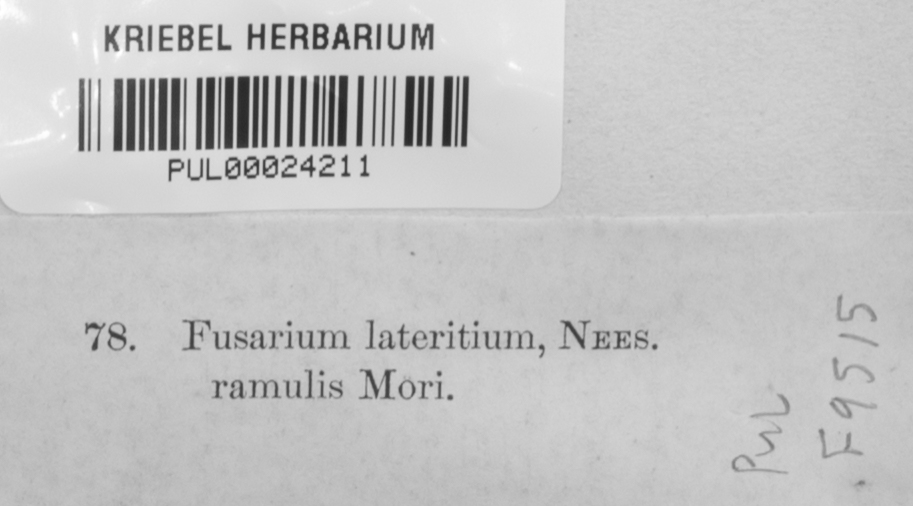 KRIEBEL HERBARIUM
PUL00024211
78. Fusarium lateritium, NEES.
ramulis Mori.
PUL
F9515